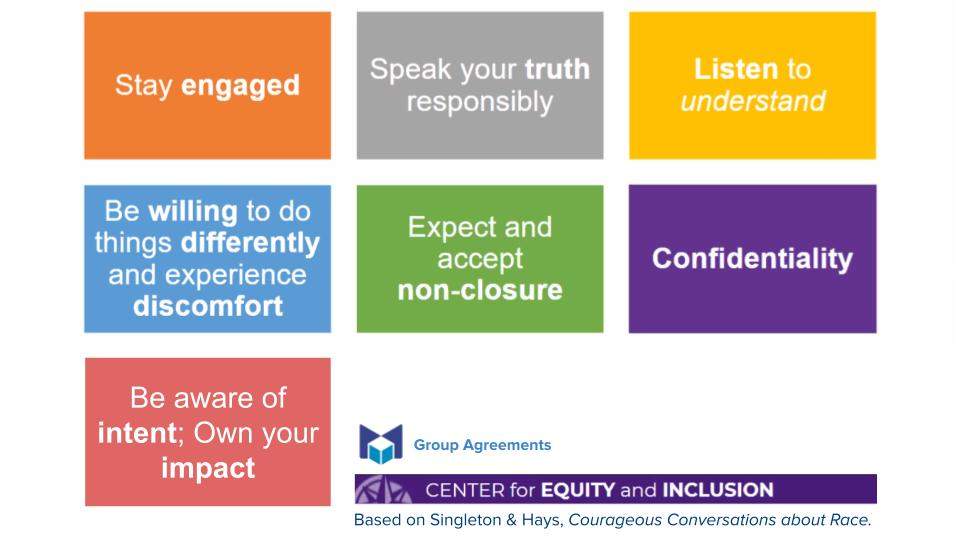 Stay engaged
Speak your truth
responsibly
Listen to
understand
Be willing to do
things differently
and experience
discomfort
Expect and
accept
non-closure
Confidentiality
Be aware of
intent; Own your
impact
Group Agreements
CENTER for EQUITY and INCLUSION
Based on Singleton & Hays, Courageous Conversations about Race.